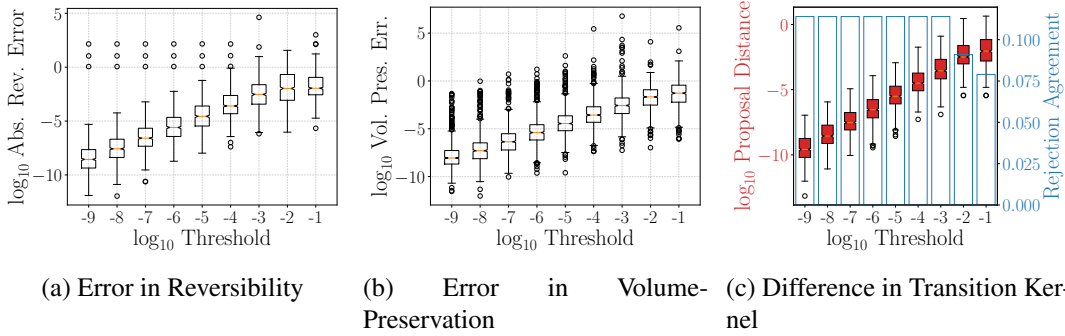 log10 Abs. Rev. Error
5
0
−5
−10
-9 -8 -7 -6 -5 -4 -3 -2 -1
log10 Threshold
(a) Error in Reversibility
log10 Vol. Pres. Err.
5
0
−5
−10
-9 -8 -7 -6 -5 -4 -3 -2 -1
log10 Threshold
(b) Error in Volume-
Preservation
log10 Proposal Distance
0
−5
−10
-9 -8 -7 -6 -5 -4 -3 -2 -1
log10 Threshold
0.100
0.075
0.050
0.025
0.000
Rejection Agreement
(c) Difference in Transition Ker-
nel